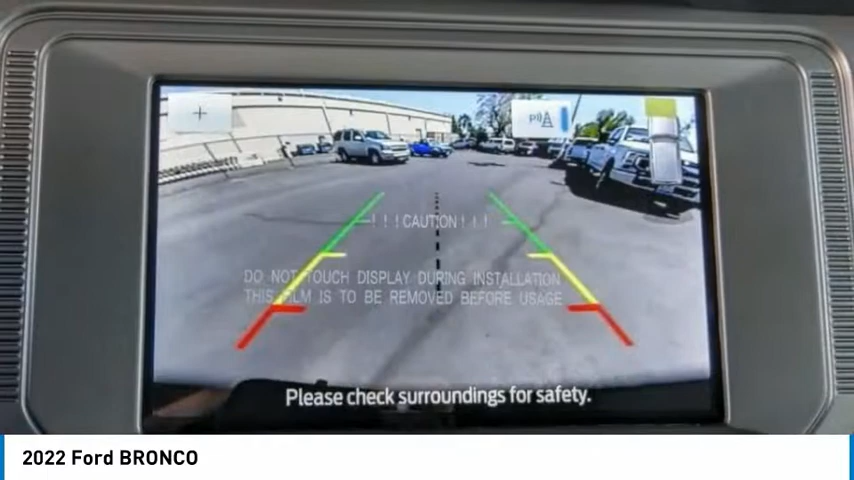 +
P
! ! ! CAUTION ! ! !
DO NOT TOUCH DISPLAY DURING INSTALLATION
THIS FILM IS TO BE REMOVED BEFORE USAGE
Please check surroundings for safety.
2022 Ford BRONCO